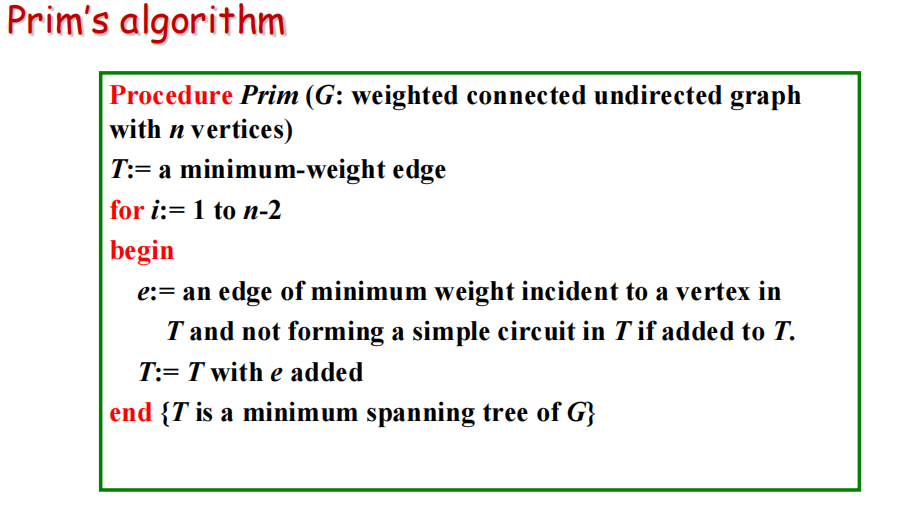 Prim's algorithm
Procedure Prim (G: weighted connected undirected graph
with n vertices)
T:= a minimum-weight edge
for i:= 1 to n-2
begin
e:= an edge of minimum weight incident to a vertex in
T and not forming a simple circuit in T if added to T.
T:= T with e added
end {T is a minimum spanning tree of G}